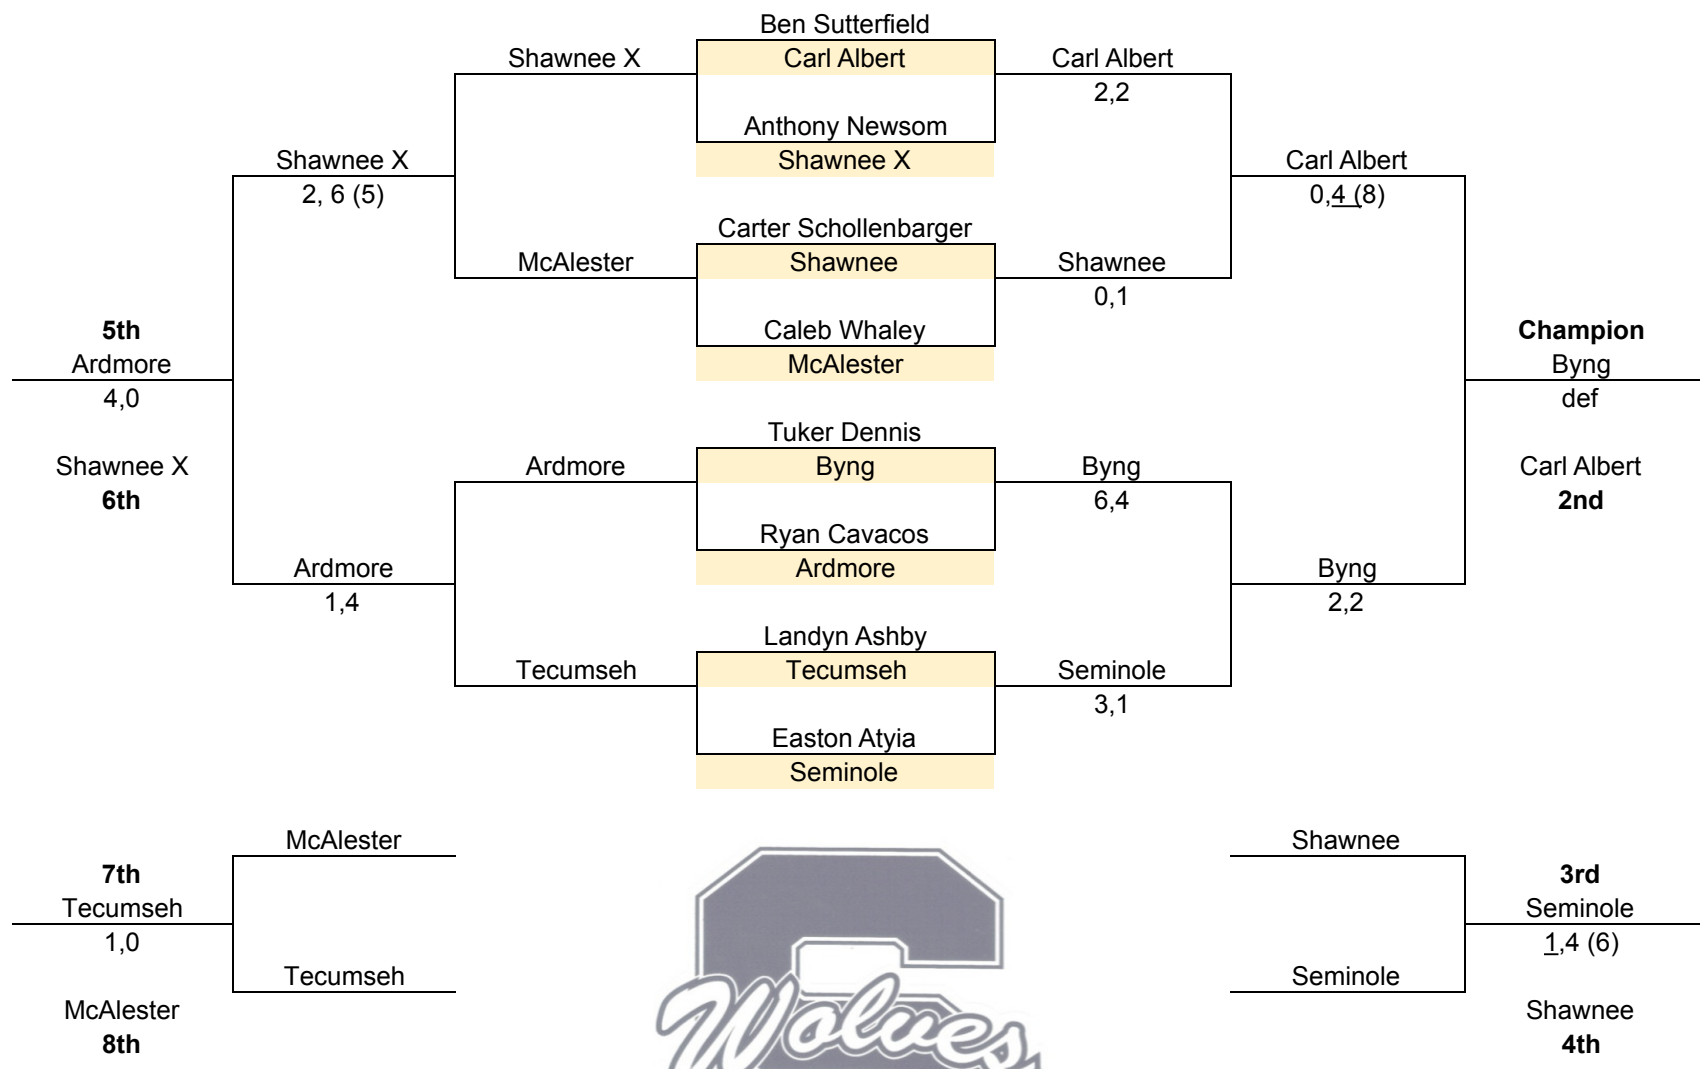 Ben Sutterfield
Shawnee X Carl Albert Carl Albert
2,2
Anthony Newsom
Shawnee X Shawnee X Carl Albert
2, 6 (5) 0,4 (8)
Carter Schollenbarger
McAlester Shawnee Shawnee
0,1
5th Caleb Whaley Champion
Ardmore McAlester Byng
4,0 def
Tuker Dennis
Shawnee X Ardmore Byng Byng Carl Albert
6th 6,4 2nd
Ryan Cavacos
Ardmore Ardmore Byng
1,4 2,2
Landyn Ashby
Tecumseh Tecumseh Seminole
3,1
Easton Atyia
Seminole
McAlester Shawnee
7th 3rd
Tecumseh Seminole
1,0 1,4 (6)
Tecumseh Seminole
McAlester Shawnee
8th 4th
Wolves